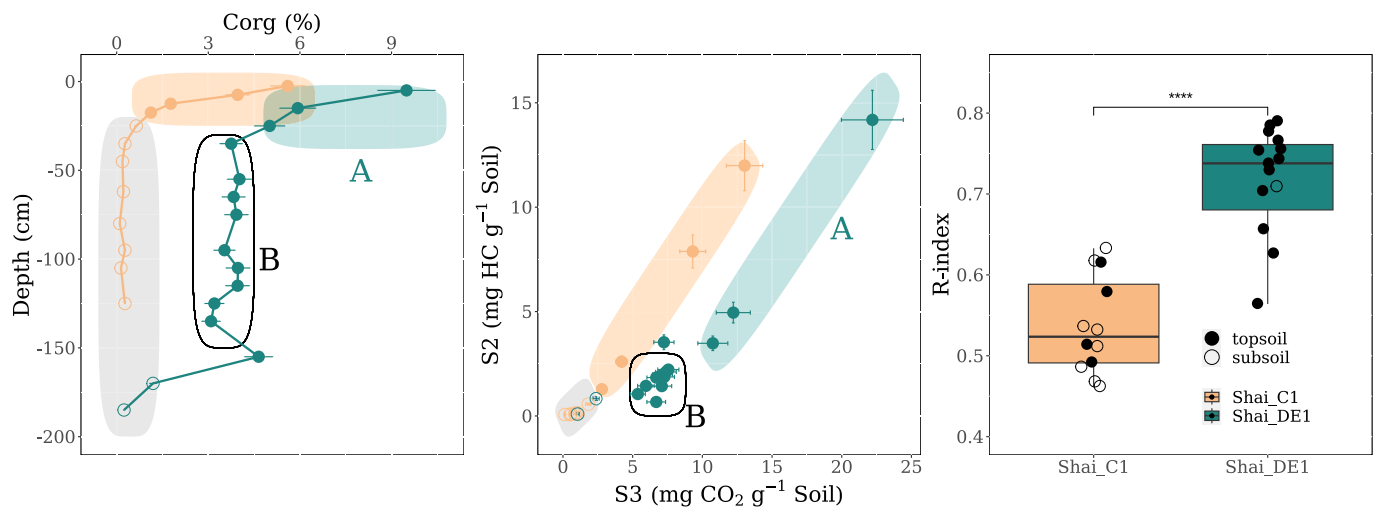 Corg (%)
0 3 6 9
Depth (cm)
0
-50
-100
-150
-200
A
B
S2 (mg HC g⁻¹ Soil)
15
10
5
0
A
B
0 5 10 15 20 25
S3 (mg CO₂ g⁻¹ Soil)
R-index
0.8
0.7
0.6
0.5
0.4
****
topsoil
subsoil
Shai_C1
Shai_DE1
Shai_C1 Shai_DE1